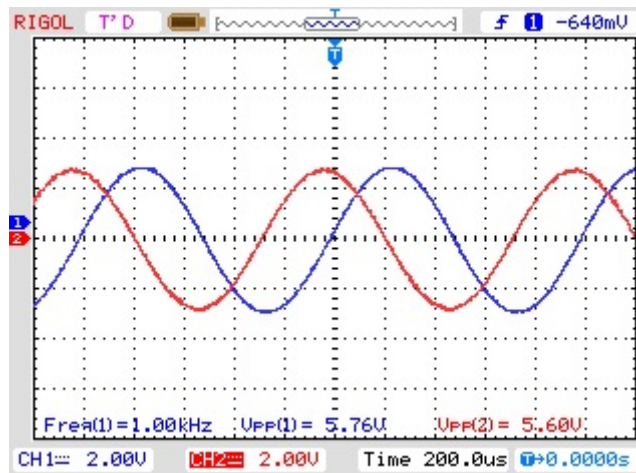 RIGOL T'D T 1 -640mV
T
1
2
Freq(1)=1.00kHz Vpp(1)= 5.76V Vpp(2)= 5.60V
CH1 2.00V CH2 2.00V Time 200.0us T→0.0000s